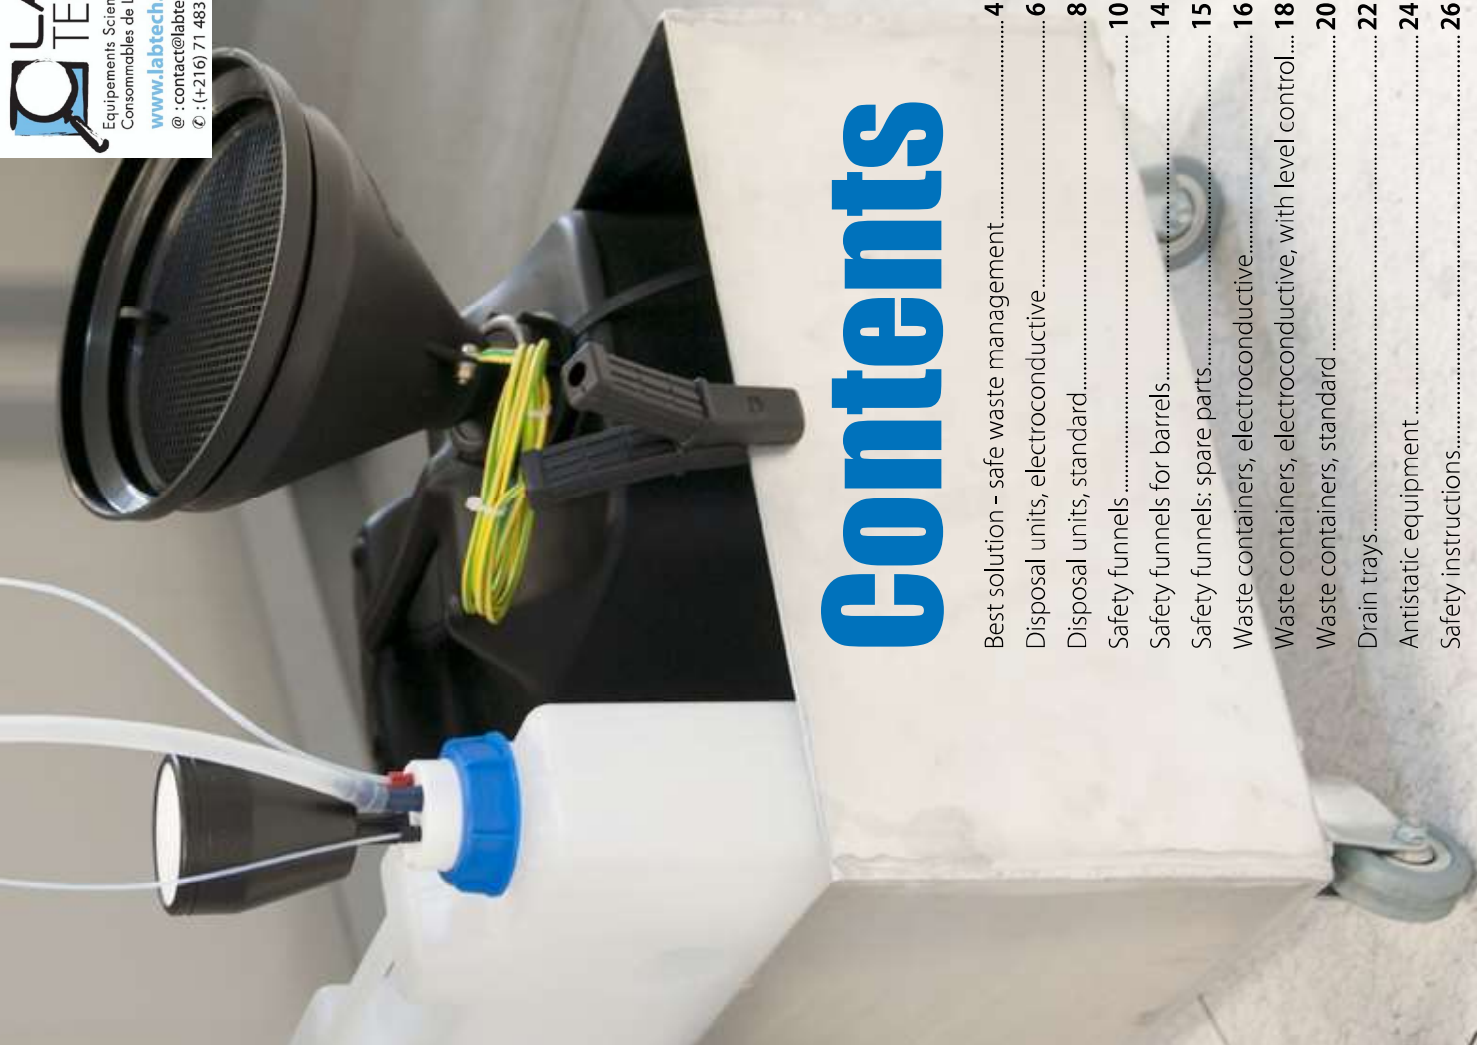 LA
TE
Equipements Scien
Consommables de L
www.labtech.
@ : contact@labte
✆ : (+216) 71 483
Contents
Best solution - safe waste management 4
Disposal units, electroconductive 6
Disposal units, standard 8
Safety funnels 10
Safety funnels for barrels 14
Safety funnels: spare parts 15
Waste containers, electroconductive 16
Waste containers, electroconductive, with level control 18
Waste containers, standard 20
Drain trays 22
Antistatic equipment 24
Safety instructions 26